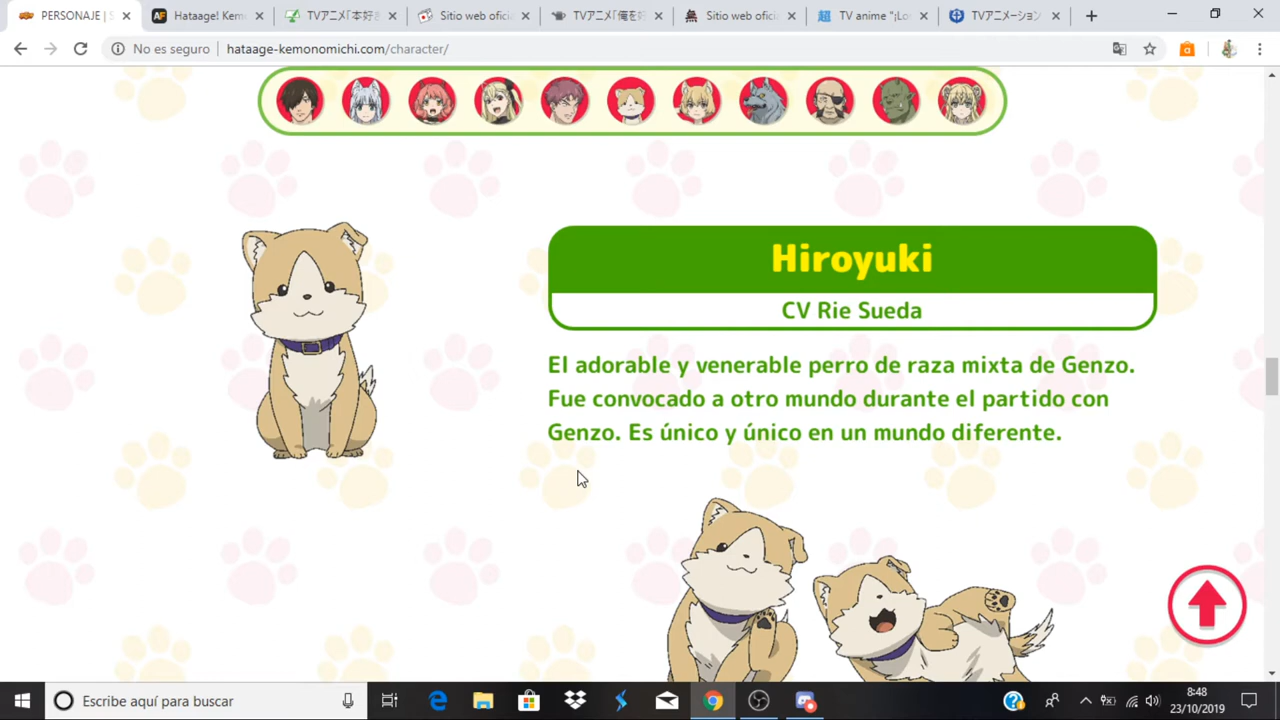 PERSONAJE | S
Hataage! Kem
TVアニメ「本好き
Sitio web oficia
TVアニメ「俺を好
Sitio web oficia
TV anime "¡Lov
TVアニメーション
No es seguro
hataage-kemonomichi.com/character/
Hiroyuki
CV Rie Sueda
El adorable y venerable perro de raza mixta de Genzo.
Fue convocado a otro mundo durante el partido con
Genzo. Es único y único en un mundo diferente.
Escribe aquí para buscar
8:48
23/10/2019